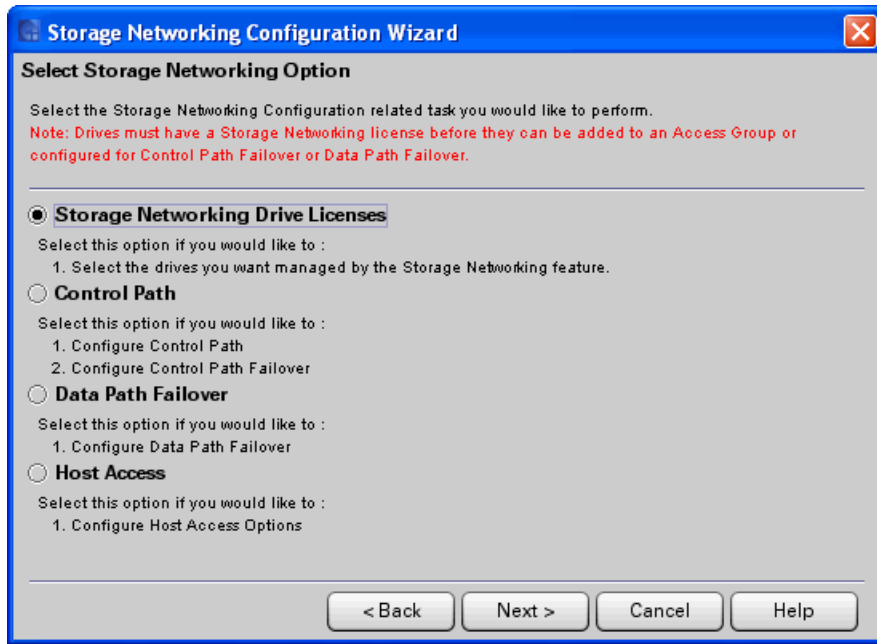 Storage Networking Configuration Wizard
Select Storage Networking Option
Select the Storage Networking Configuration related task you would like to perform.
Note: Drives must have a Storage Networking license before they can be added to an Access Group or
configured for Control Path Failover or Data Path Failover.
Storage Networking Drive Licenses
Select this option if you would like to :
1. Select the drives you want managed by the Storage Networking feature.
Control Path
Select this option if you would like to :
1. Configure Control Path
2. Configure Control Path Failover
Data Path Failover
Select this option if you would like to :
1. Configure Data Path Failover
Host Access
Select this option if you would like to :
1. Configure Host Access Options
< Back Next > Cancel Help